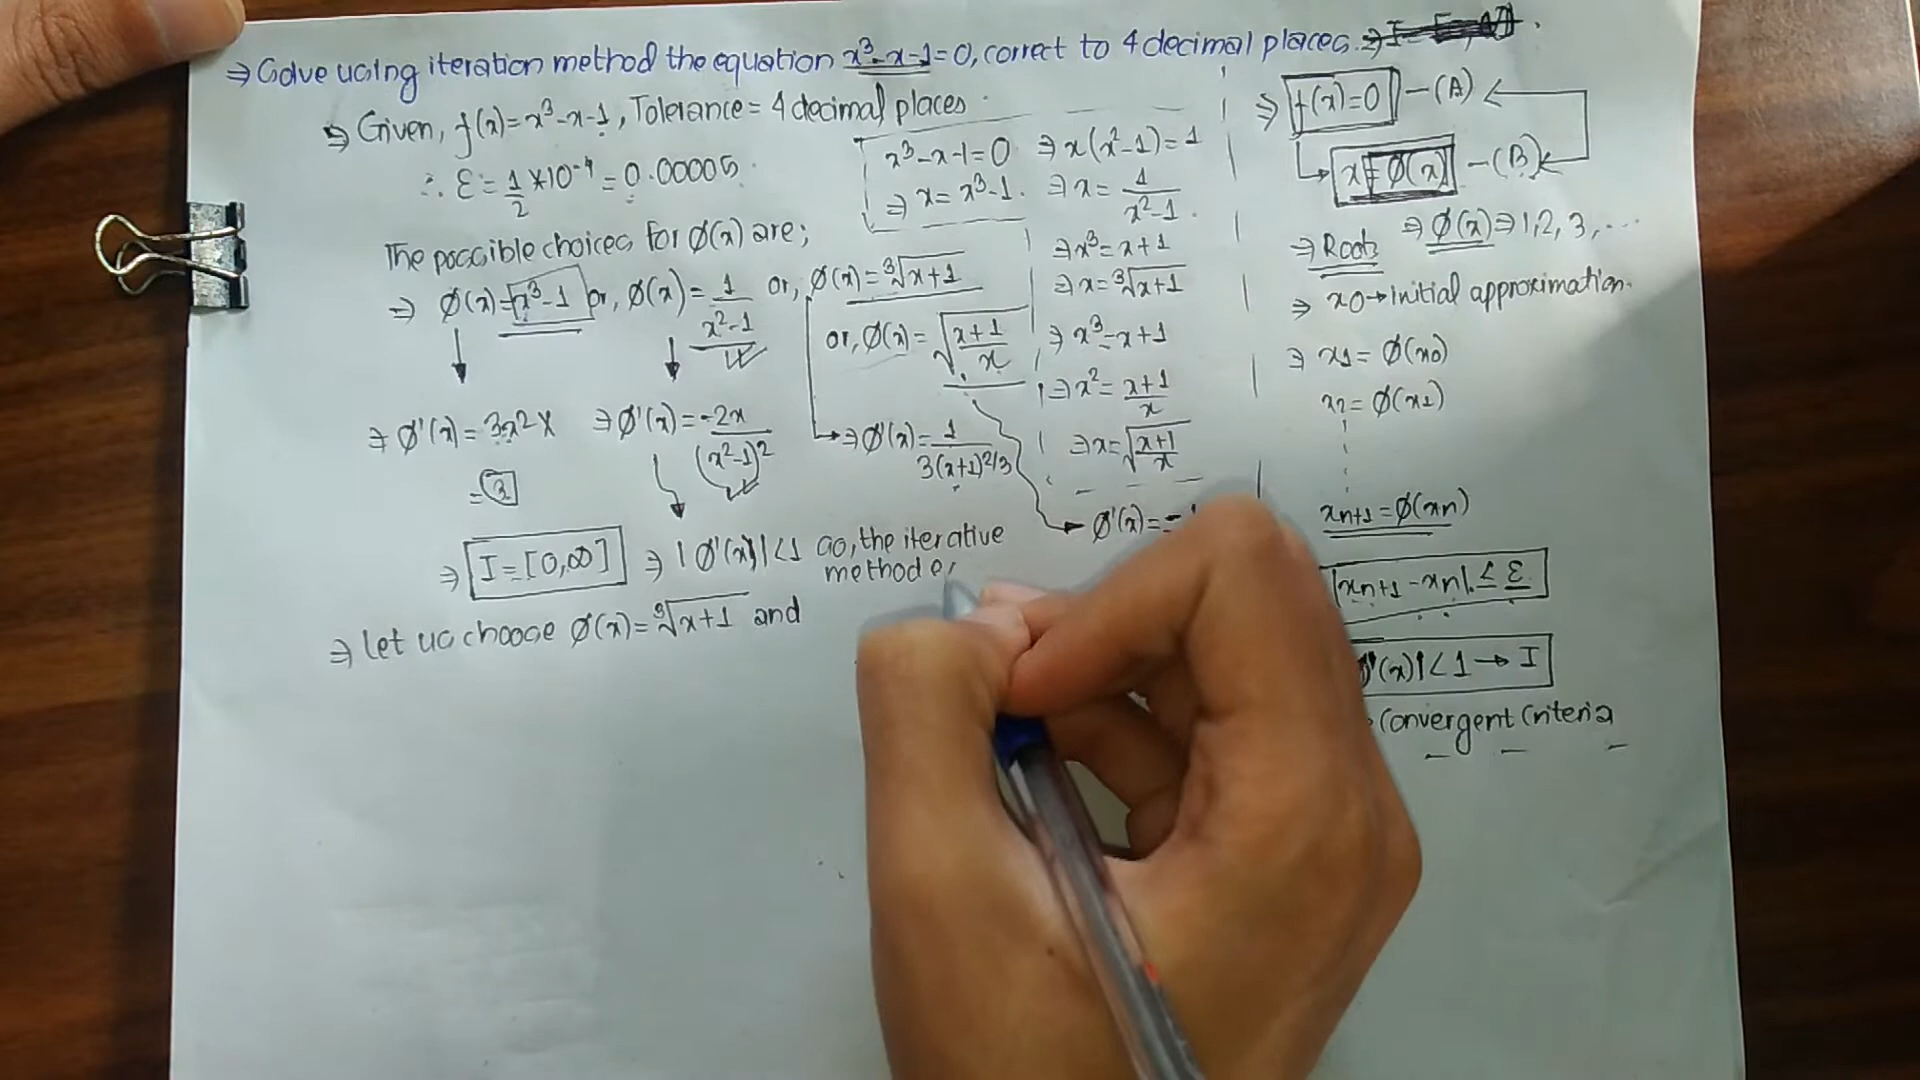 ⇒ Solve using iteration method the equation x³-x-1=0, correct to 4 decimal places.
⇒ Given, f(x)=x³-x-1, Tolerance= 4 decimal places
∴ ε = 1/2 × 10⁻⁴ = 0.00005
The possible choices for ø(x) are;
⇒ ø(x)=x³-1 or, ø(x)= 1/(x²-1) or, ø(x)=∛(x+1)
or, ø(x)= √((x+1)/x)
⇒ ø'(x)=3x² X ⇒ ø'(x)= -2x/(x²-1)² ⇒ ø'(x)= 1/(3(x+1)^2/3)
⇒ ø'(x)= -1
⇒ I=[0,∞] ⇒ |ø'(x)|<1 so, the iterative
method
⇒ Let us choose ø(x)=∛(x+1) and
x³-x-1=0 ⇒ x(x²-1)=1
⇒ x= x³-1. ⇒ x= 1/(x²-1).
⇒ x³= x+1
⇒ x= ∛(x+1)
⇒ x³=x+1
⇒ x²= (x+1)/x
⇒ x=√((x+1)/x)
⇒ f(x)=0 -(A)
x=ø(x) -(B)
⇒ Roots ⇒ ø(x) ⇒ 1,2,3,...
⇒ x0→initial approximation.
⇒ x1= ø(x0)
x2= ø(x1)
xn+1=ø(xn)
|xn+1-xn| ≤ ε
ø'(x)|<1 → I
convergent criteria